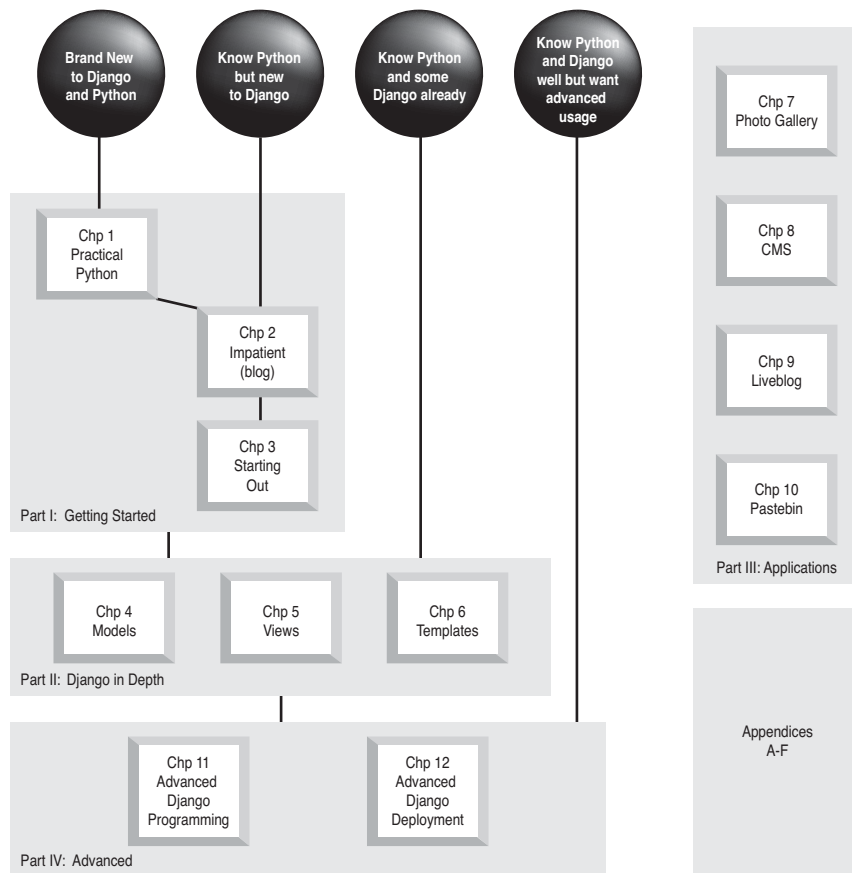 Brand New
to Django
and Python
Know Python
but new
to Django
Know Python
and some
Django already
Know Python
and Django
well but want
advanced
usage
Chp 1
Practical
Python
Chp 2
Impatient
(blog)
Chp 3
Starting
Out
Part I: Getting Started
Chp 4
Models
Chp 5
Views
Chp 6
Templates
Part II: Django in Depth
Chp 11
Advanced
Django
Programming
Chp 12
Advanced
Django
Deployment
Part IV: Advanced
Chp 7
Photo Gallery
Chp 8
CMS
Chp 9
Liveblog
Chp 10
Pastebin
Part III: Applications
Appendices
A-F